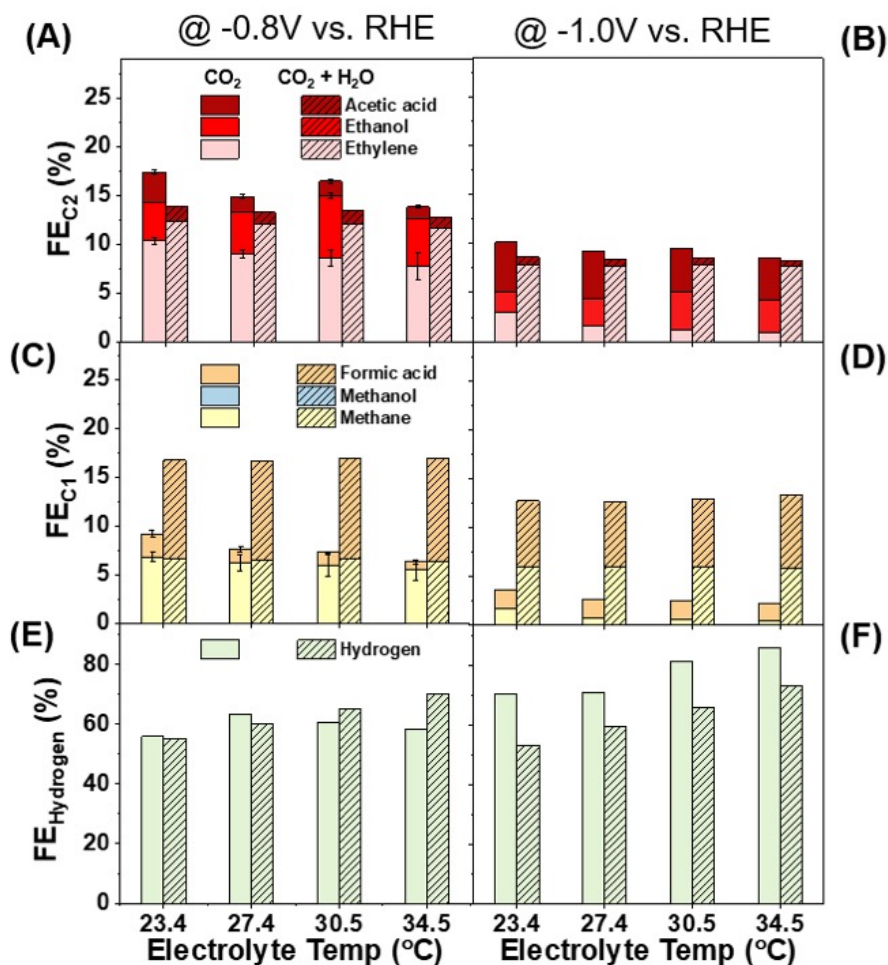 @ -0.8V vs. RHE
@ -1.0V vs. RHE
(A)
(B)
CO2
CO2 + H2O
Acetic acid
Ethanol
Ethylene
FEC2 (%)
25
20
15
10
5
0
(C)
(D)
Formic acid
Methanol
Methane
FEC1 (%)
25
20
15
10
5
0
(E)
(F)
Hydrogen
FEHydrogen (%)
80
60
40
20
0
23.4 27.4 30.5 34.5
23.4 27.4 30.5 34.5
Electrolyte Temp (°C)
Electrolyte Temp (°C)